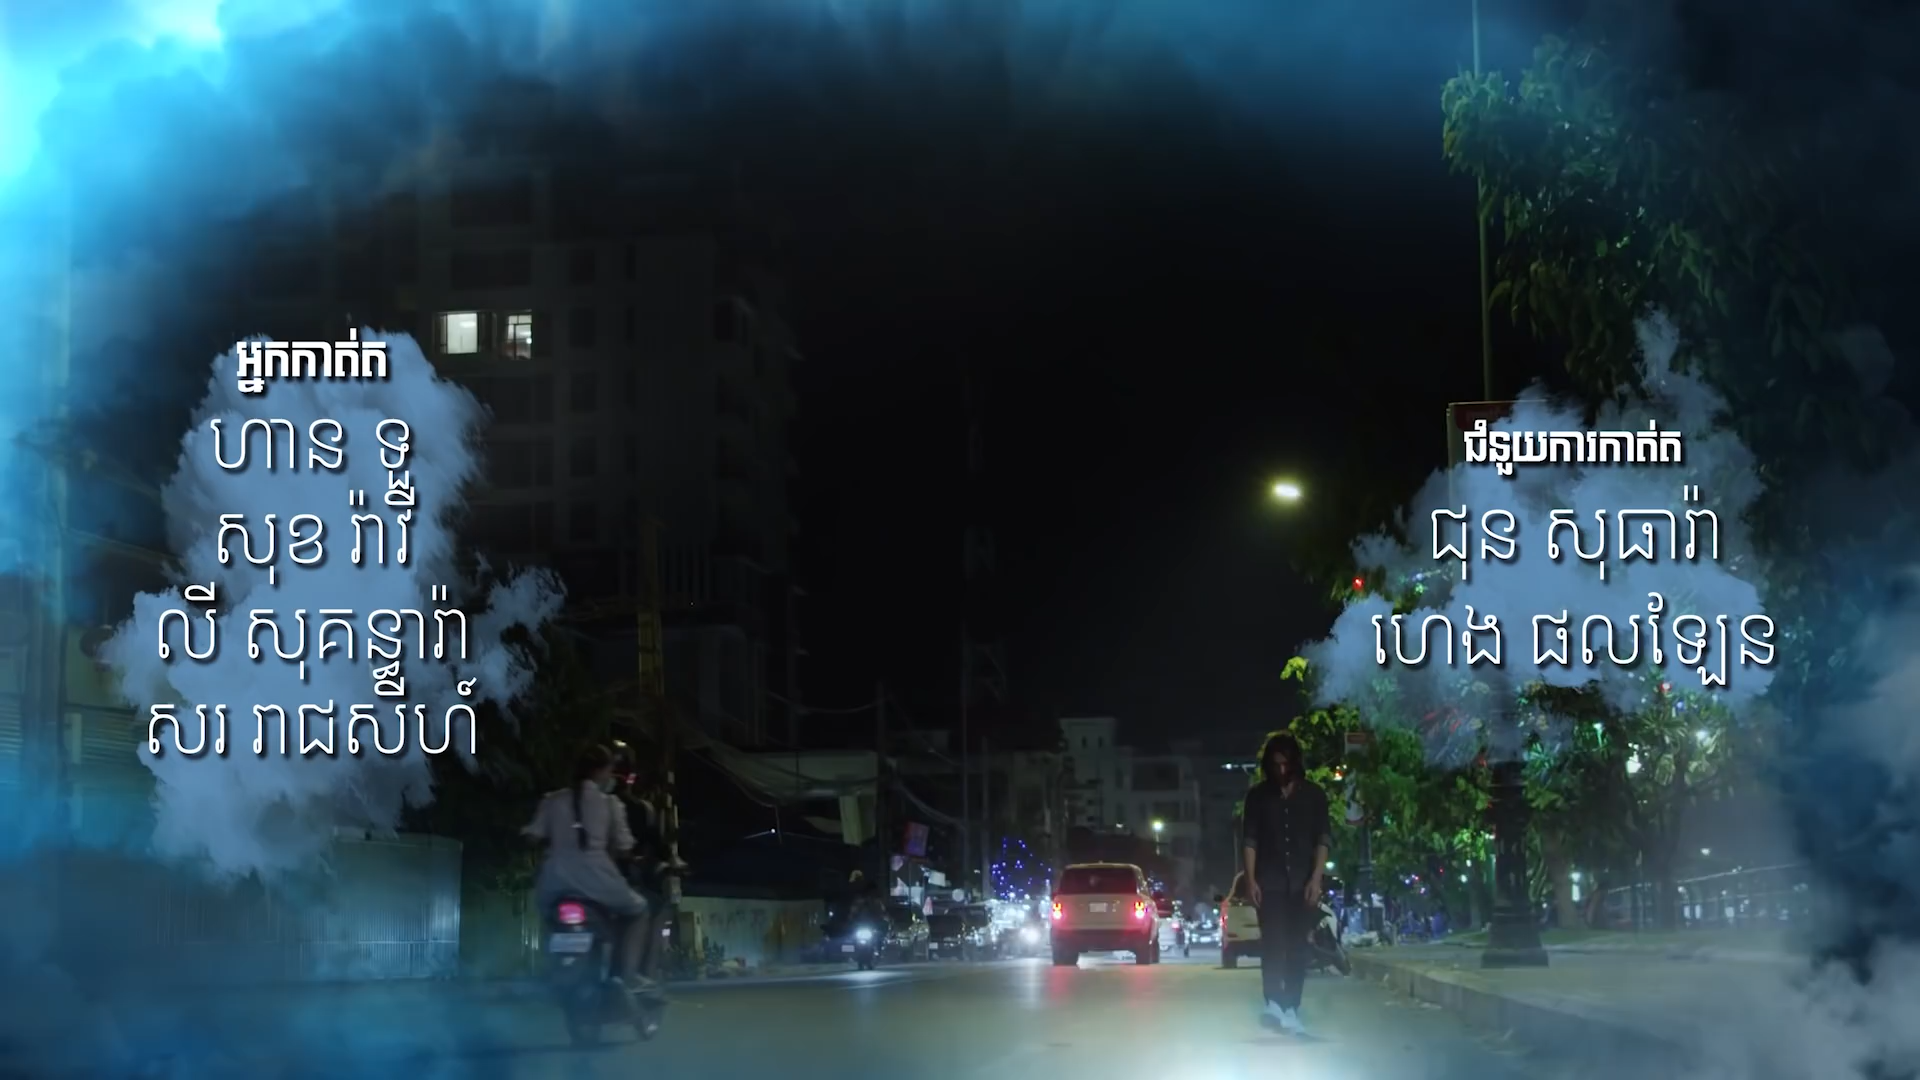 អ្នកកាត់ត
ហាន ទួ
សុខ រ៉ាវី
លី សុគន្ធារ៉ា
សរ រាជសីហ៍
ជំនួយការកាត់ត
ជុន សុធារ៉ា
ហេង ផលឡែន